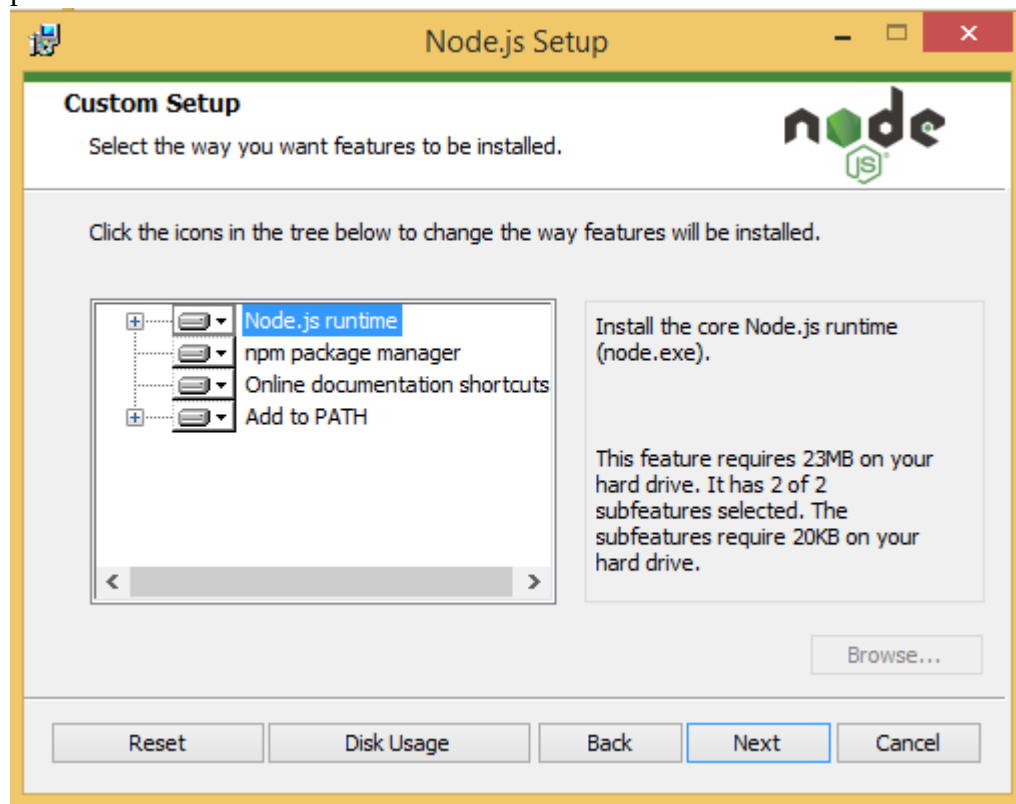 Node.js Setup
Custom Setup
Select the way you want features to be installed.
node
JS
Click the icons in the tree below to change the way features will be installed.
Node.js runtime
npm package manager
Online documentation shortcuts
Add to PATH
Install the core Node.js runtime
(node.exe).
This feature requires 23MB on your
hard drive. It has 2 of 2
subfeatures selected. The
subfeatures require 20KB on your
hard drive.
Browse...
Reset
Disk Usage
Back
Next
Cancel